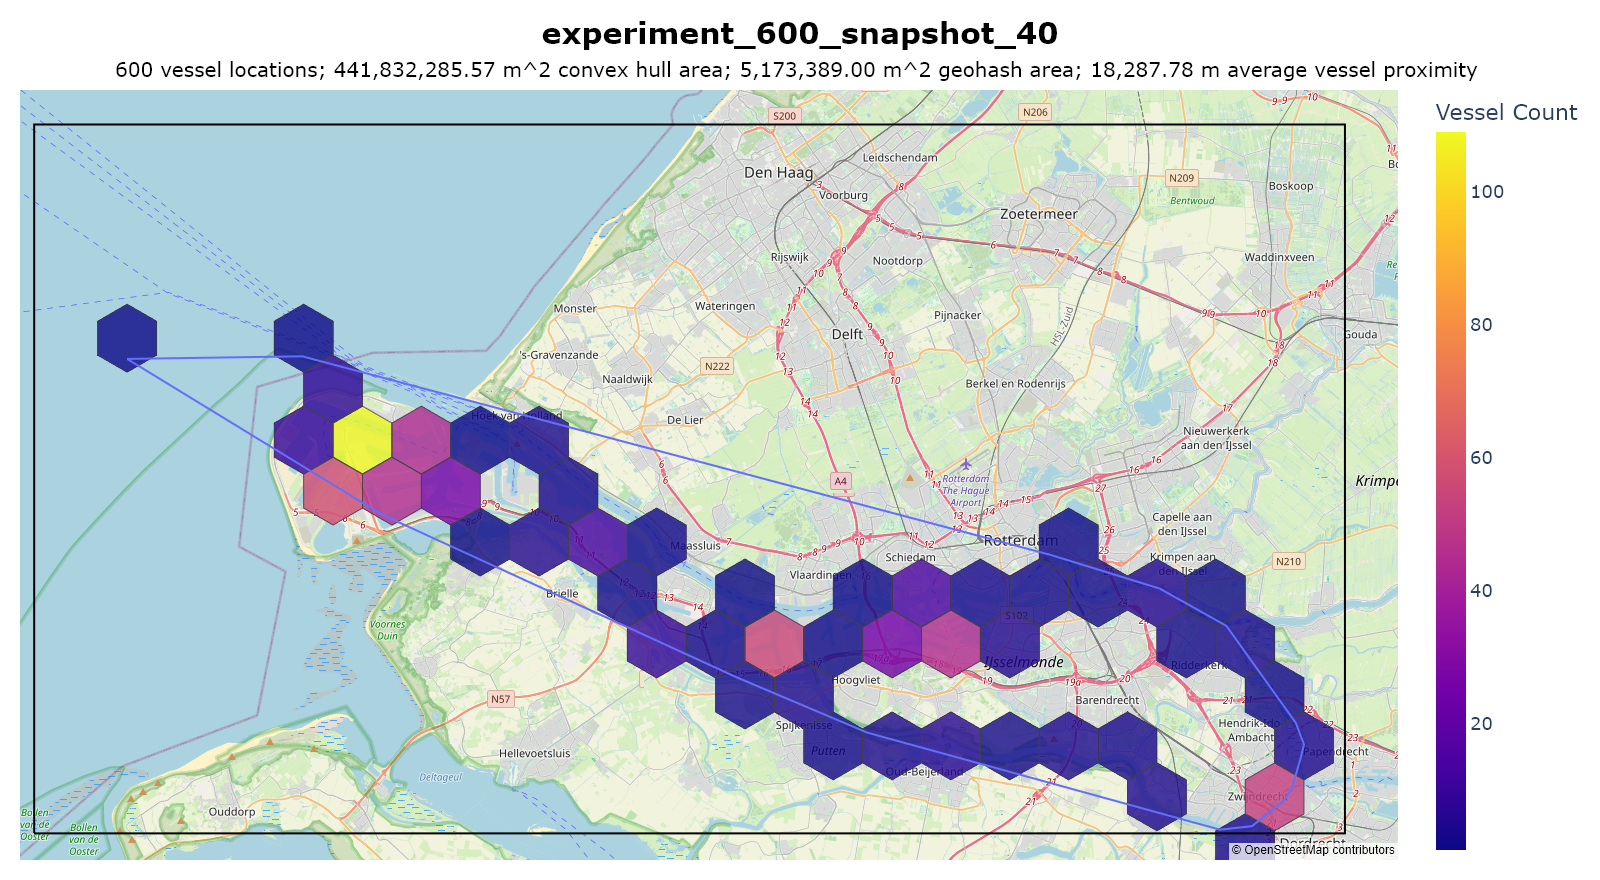 experiment_600_snapshot_40
600 vessel locations; 441,832,285.57 m^2 convex hull area; 5,173,389.00 m^2 geohash area; 18,287.78 m average vessel proximity
Vessel Count
100
80
60
40
20
S200
N206
Den Haag
Leidschendam
Voorburg
N209
Bentwoud
Boskoop
Zoetermeer
Rijswijk
Nootdorp
Waddinxveen
Monster
Wateringen
Pijnacker
HSL-Zuid
Delft
Gouda
's-Gravenzande
N222
Naaldwijk
Berkel en Rodenrijs
De Lier
Nieuwerkerk
aan den IJssel
A4
Rotterdam
The Hague
Airport
Capelle aan
den IJssel
Rotterdam
Maassluis
Schiedam
Krimpen aan
den IJssel
N210
Vlaardingen
Brielle
S102
Voornes
Duin
IJsselmonde
Ridderkerk
Hoogvliet
N57
Barendrecht
Spijkenisse
Hendrik-Ido-
Ambacht
Papendrecht
Hellevoetsluis
Putten
Oud-Beijerland
Deltageul
Zwijndrecht
Ouddorp
Bollen
van de
Ooster
Bollen
van de
Ooster
Dordrecht
© OpenStreetMap contributors